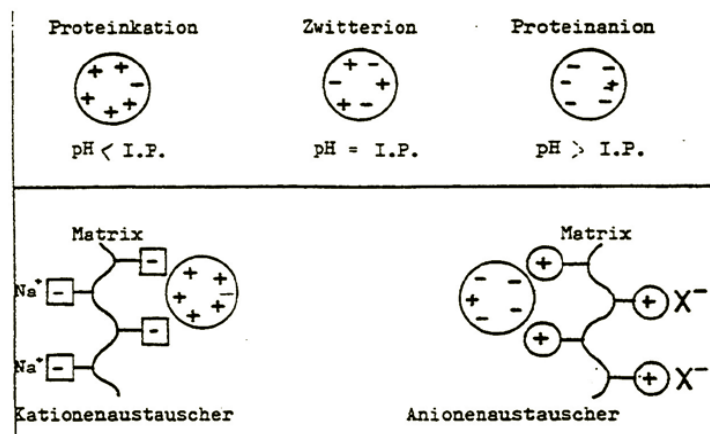 Proteinkation Zwitterion Proteinanion
pH < I.P. pH = I.P. pH > I.P.
Matrix Matrix
Na⁺
X⁻
Na⁺ X⁻
Kationenaustauscher Anionenaustauscher